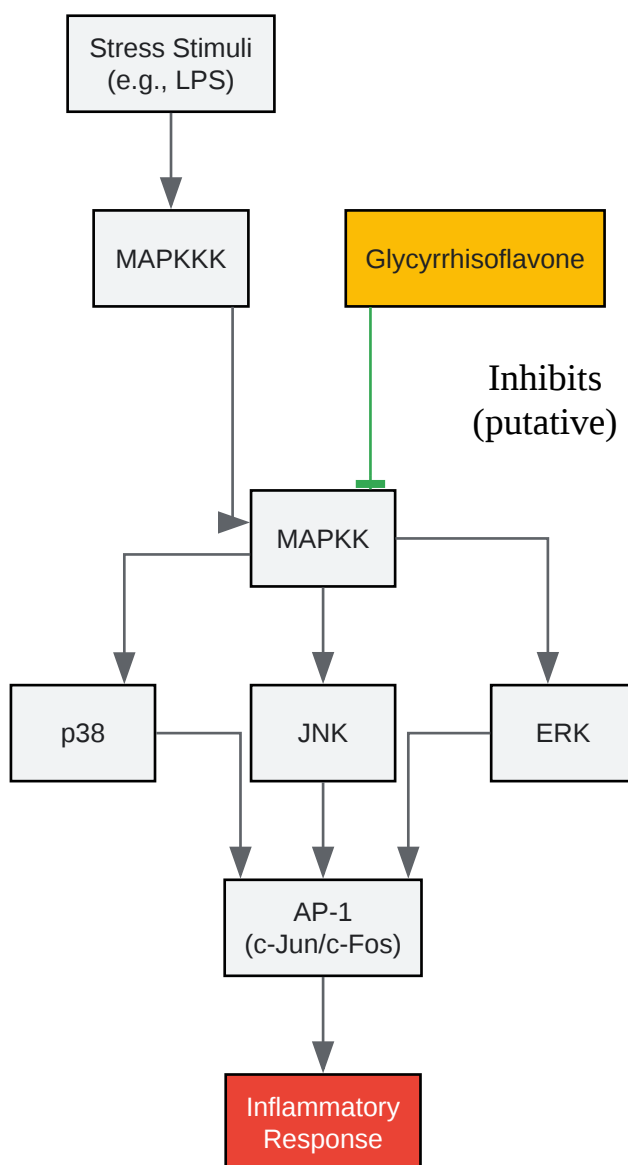 Stress Stimuli
(e.g., LPS)
MAPKKK
Glycyrrhisoflavone
Inhibits
(putative)
MAPKK
p38
JNK
ERK
AP-1
(c-Jun/c-Fos)
Inflammatory
Response